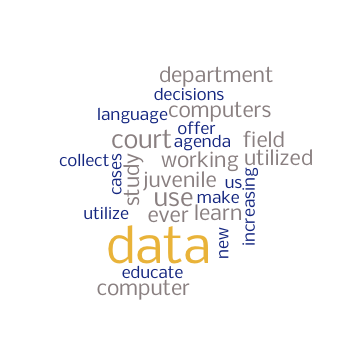 department
decisions
language
computers
offer
court
agenda
field
collect
cases
study
working
utilized
juvenile
us
increasing
use
make
utilize
ever
learn
data
new
educate
computer